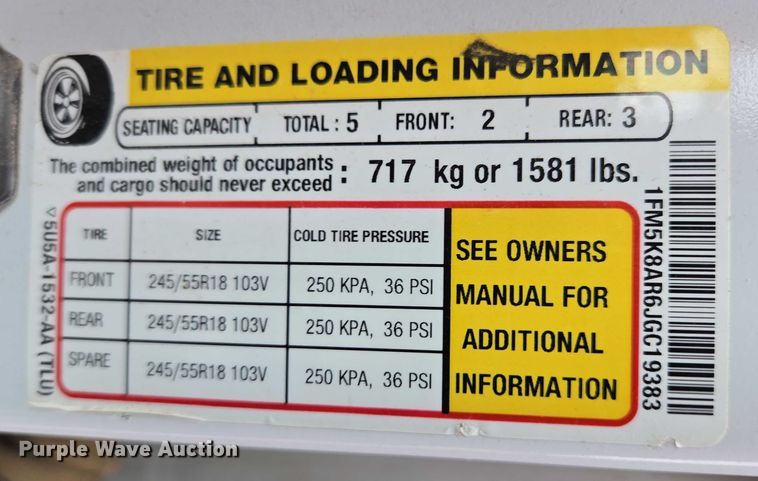 TIRE AND LOADING INFORMATION
SEATING CAPACITY TOTAL : 5 FRONT: 2 REAR: 3
The combined weight of occupants
and cargo should never exceed : 717 kg or 1581 lbs.
TIRE SIZE COLD TIRE PRESSURE
FRONT 245/55R18 103V 250 KPA, 36 PSI
REAR 245/55R18 103V 250 KPA, 36 PSI
SPARE 245/55R18 103V 250 KPA, 36 PSI
SEE OWNERS
MANUAL FOR
ADDITIONAL
INFORMATION
5U5A-1532-AA (TLU)
1FM5K8AR6JGC19383
Purple Wave Auction